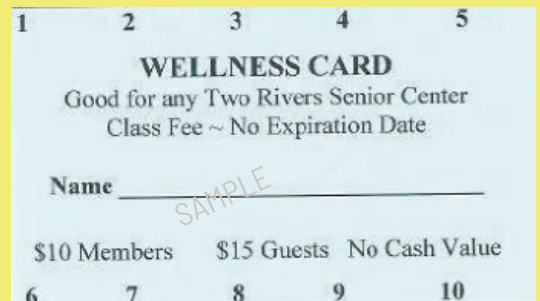 1 2 3 4 5
WELLNESS CARD
Good for any Two Rivers Senior Center
Class Fee ~ No Expiration Date
Name
SAMPLE
$10 Members $15 Guests No Cash Value
6 7 8 9 10